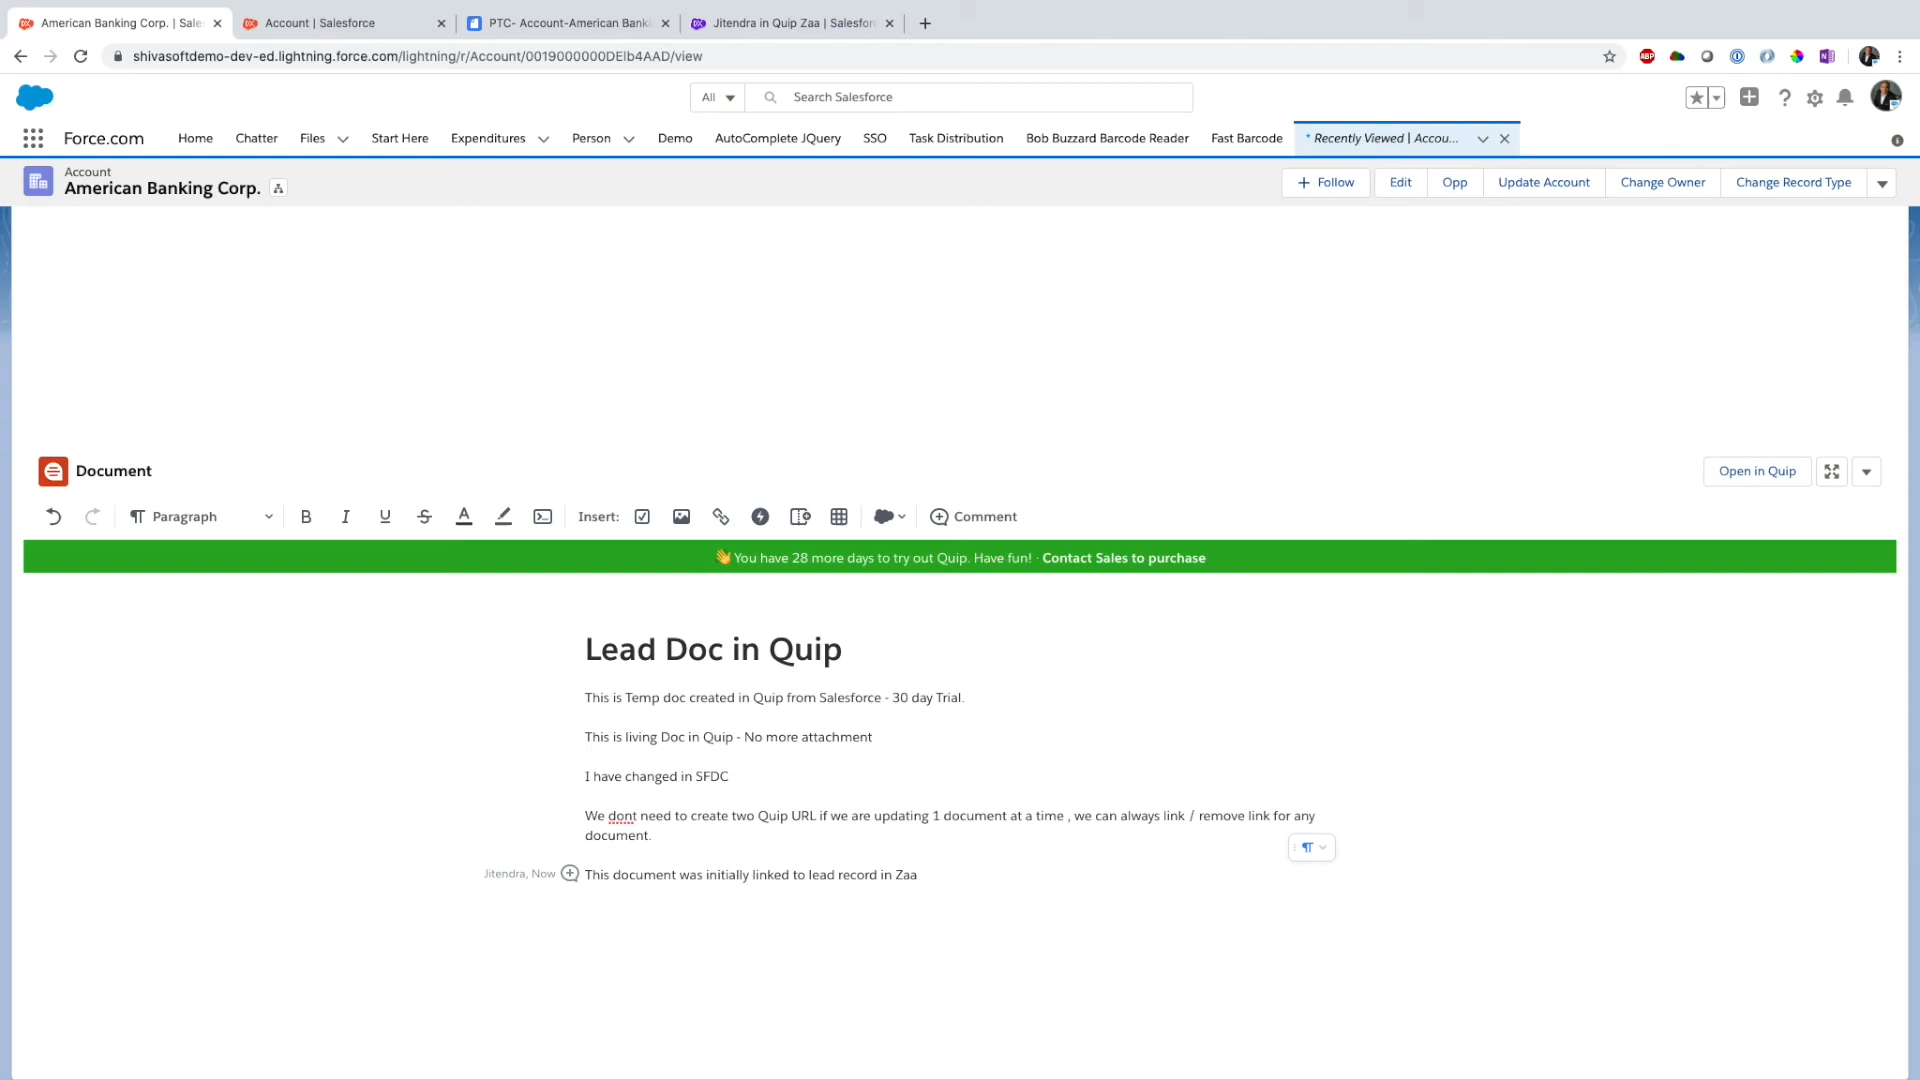 American Banking Corp. | Sale
Account | Salesforce
PTC- Account-American Banki
Jitendra in Quip Zaa | Salesfor
shivasoftdemo-dev-ed.lightning.force.com/lightning/r/Account/0019000000DElb4AAD/view
ABP
All
Search Salesforce
Force.com
Home
Chatter
Files
Start Here
Expenditures
Person
Demo
AutoComplete JQuery
SSO
Task Distribution
Bob Buzzard Barcode Reader
Fast Barcode
* Recently Viewed | Accou...
Account
American Banking Corp.
Follow
Edit
Opp
Update Account
Change Owner
Change Record Type
Document
Open in Quip
Paragraph
B
I
U
S
A
Insert:
Comment
You have 28 more days to try out Quip. Have fun! · Contact Sales to purchase
Lead Doc in Quip
This is Temp doc created in Quip from Salesforce - 30 day Trial.
This is living Doc in Quip - No more attachment
I have changed in SFDC
We dont need to create two Quip URL if we are updating 1 document at a time , we can always link / remove link for any
document.
Jitendra, Now
This document was initially linked to lead record in Zaa